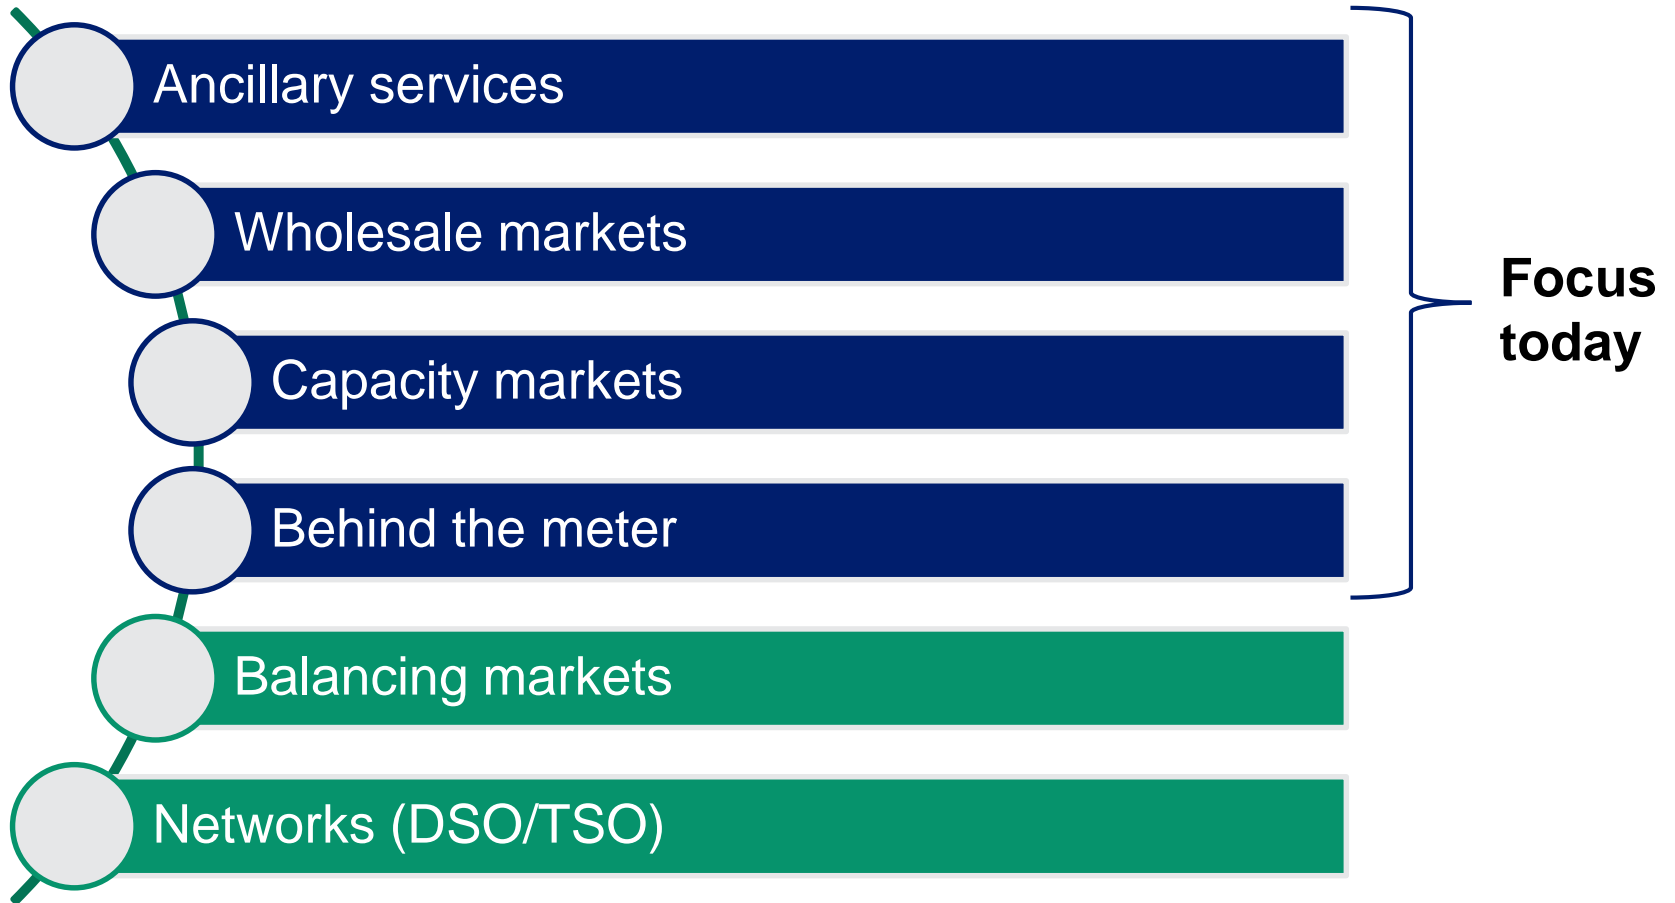 Ancillary services
Wholesale markets
Capacity markets
Behind the meter
Balancing markets
Networks (DSO/TSO)
Focus
today